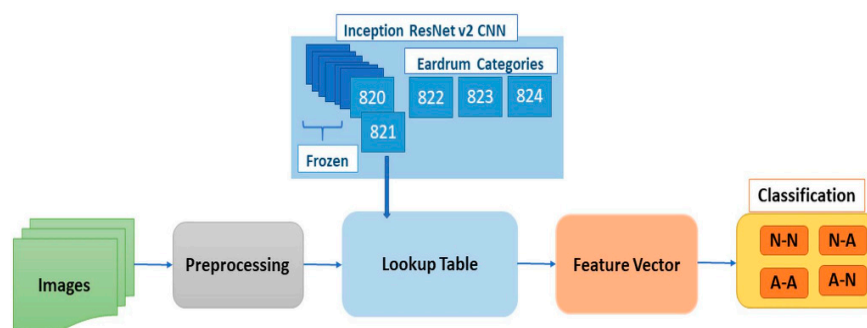 Inception ResNet v2 CNN
Eardrum Categories
820
822
823
824
821
Frozen
Classification
Images
Preprocessing
Lookup Table
Feature Vector
N-N
N-A
A-A
A-N